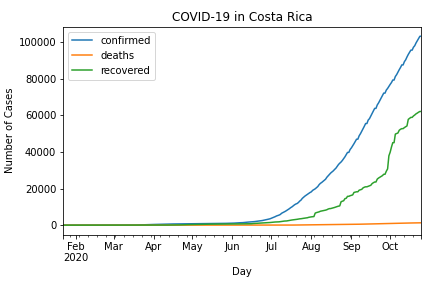 COVID-19 in Costa Rica
confirmed
deaths
recovered
100000
80000
60000
40000
20000
0
Number of Cases
Feb
2020
Mar
Apr
May
Jun
Jul
Aug
Sep
Oct
Day